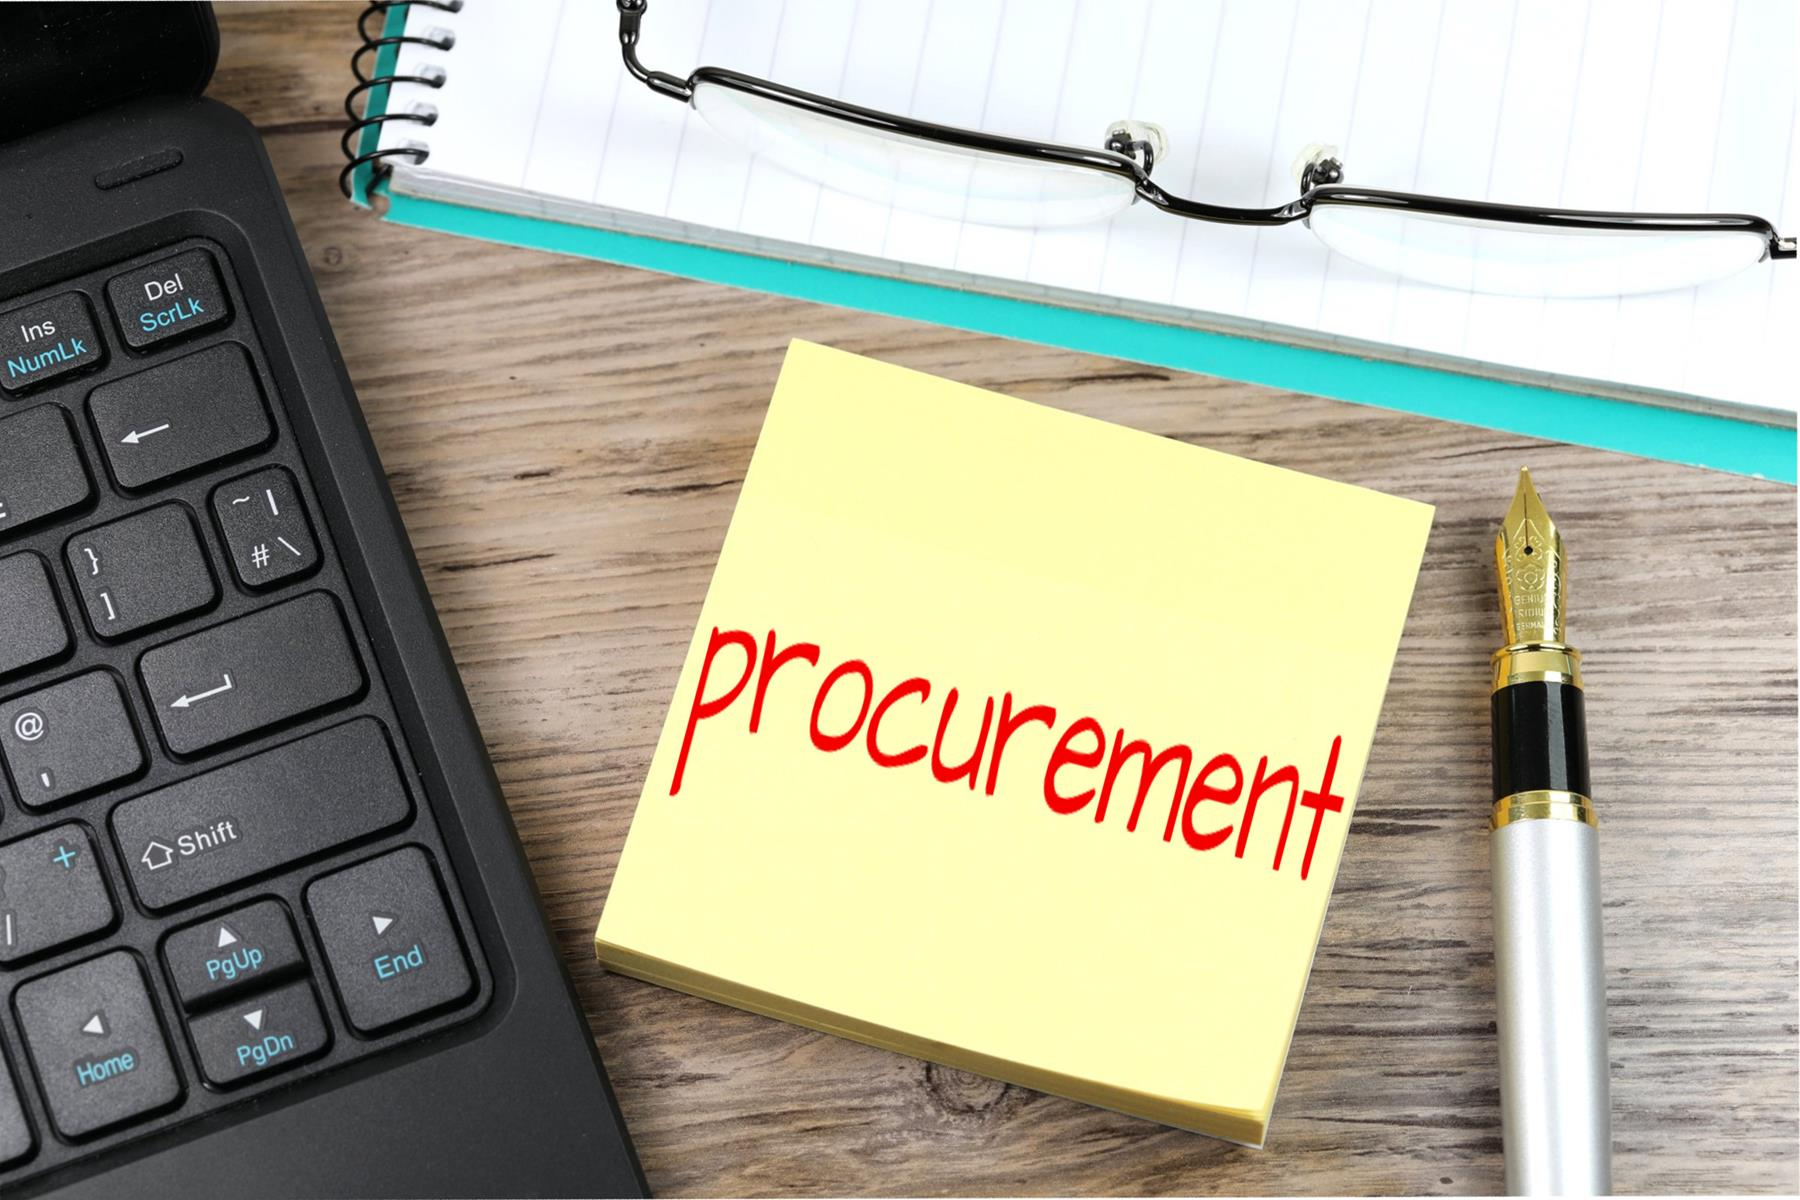 Del
ScrLk
Ins
NumLk
~ |
# \
}
]
@
'
Shift
+
/
PgUp
End
PgDn
Home
procurement